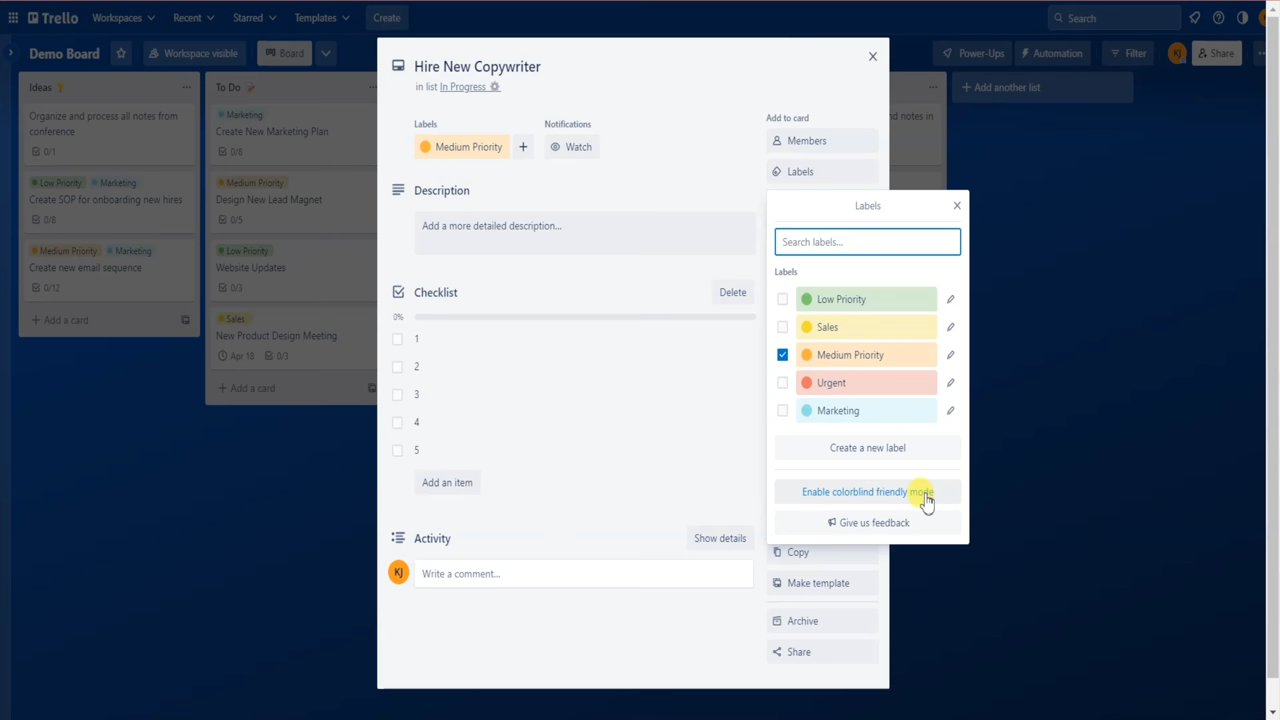 Trello Workspaces Recent Starred Templates Create Search
Demo Board Workspace visible Board Power-Ups Automation Filter KJ Share
Ideas
Organize and process all notes from conference
0/1
Low Priority Marketing
Create SOP for onboarding new hires
0/8
Medium Priority Marketing
Create new email sequence
0/12
+ Add a card
To Do
Marketing
Create New Marketing Plan
0/8
Medium Priority
Design New Lead Magnet
0/5
Low Priority
Website Updates
0/3
Sales
New Product Design Meeting
Apr 18 0/3
+ Add a card
Hire New Copywriter
in list In Progress
Labels
Medium Priority +
Notifications
Watch
Description
Add a more detailed description...
Checklist
Delete
0%
1
2
3
4
5
Add an item
Activity
Show details
KJ Write a comment...
Add to card
Members
Labels
Labels
Search labels...
Labels
Low Priority
Sales
Medium Priority
Urgent
Marketing
Create a new label
Enable colorblind friendly mode
Give us feedback
Copy
Make template
Archive
Share
nd notes in
+ Add another list